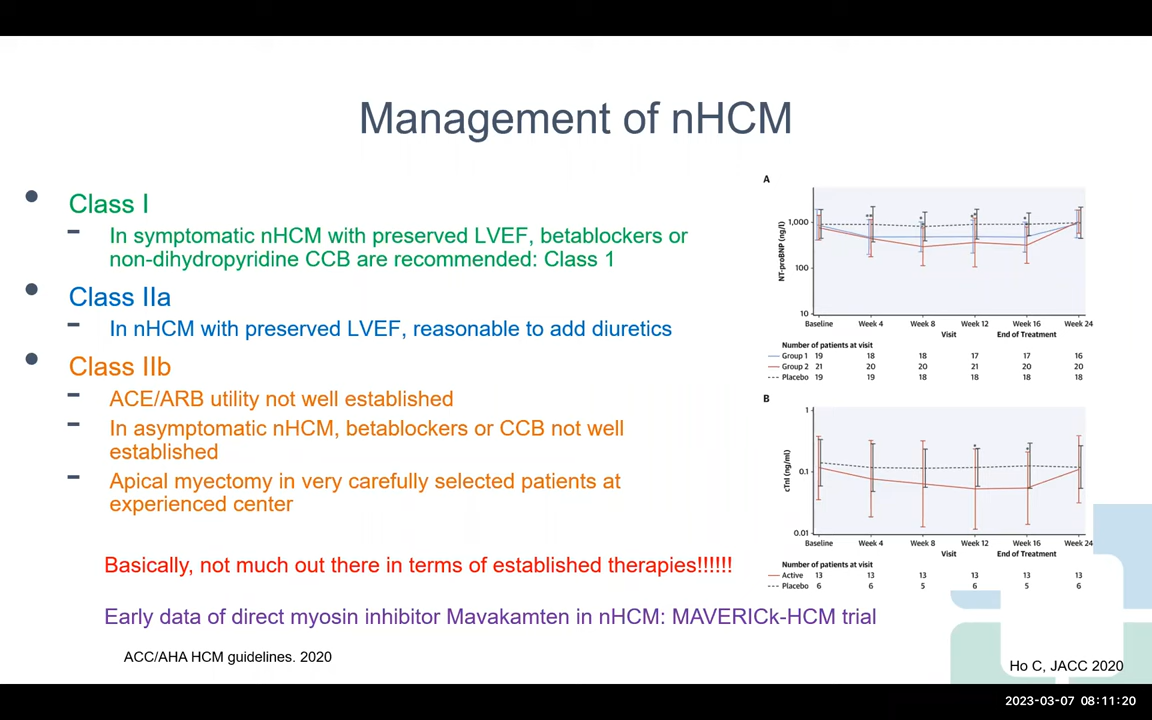 Management of nHCM
• Class I
- In symptomatic nHCM with preserved LVEF, betablockers or
non-dihydropyridine CCB are recommended: Class 1
• Class IIa
- In nHCM with preserved LVEF, reasonable to add diuretics
• Class IIb
- ACE/ARB utility not well established
- In asymptomatic nHCM, betablockers or CCB not well
established
- Apical myectomy in very carefully selected patients at
experienced center
Basically, not much out there in terms of established therapies!!!!!!
Early data of direct myosin inhibitor Mavakamten in nHCM: MAVERICk-HCM trial
ACC/AHA HCM guidelines. 2020
A
NT-proBNP (ng/l)
1,000
100
10
Baseline Week 4 Week 8 Week 12 Week 16 Week 24
Visit End of Treatment
Number of patients at visit
Group 1 19 18 18 17 17 16
Group 2 21 20 20 21 20 20
Placebo 19 19 18 18 18 18
B
cTnI (ng/ml)
1
0.1
0.01
Baseline Week 4 Week 8 Week 12 Week 16 Week 24
Visit End of Treatment
Number of patients at visit
Active 13 13 13 13 13 13
Placebo 6 6 5 6 5 6
Ho C, JACC 2020
2023-03-07 08:11:20